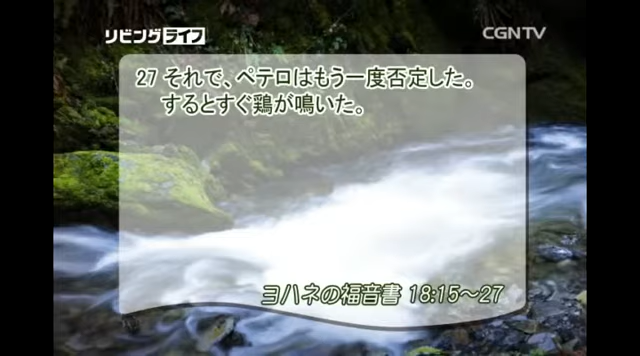 リビングライフ
CGNTV
27 それで、ペテロはもう一度否定した。
するとすぐ鶏が鳴いた。
ヨハネの福音書 18:15～27